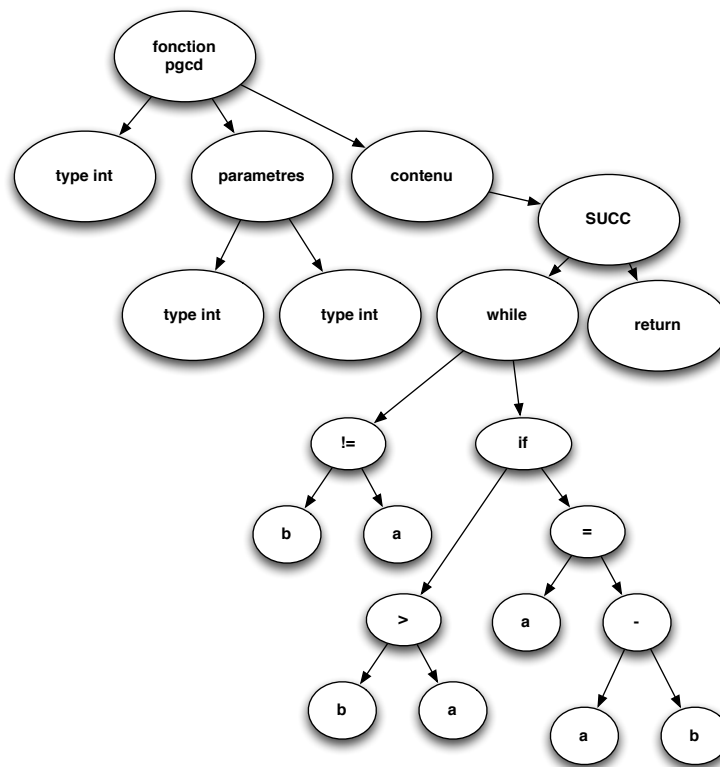 fonction
pgcd
type int
parametres
contenu
SUCC
type int
type int
while
return
!=
if
b
a
=
>
a
-
b
a
a
b